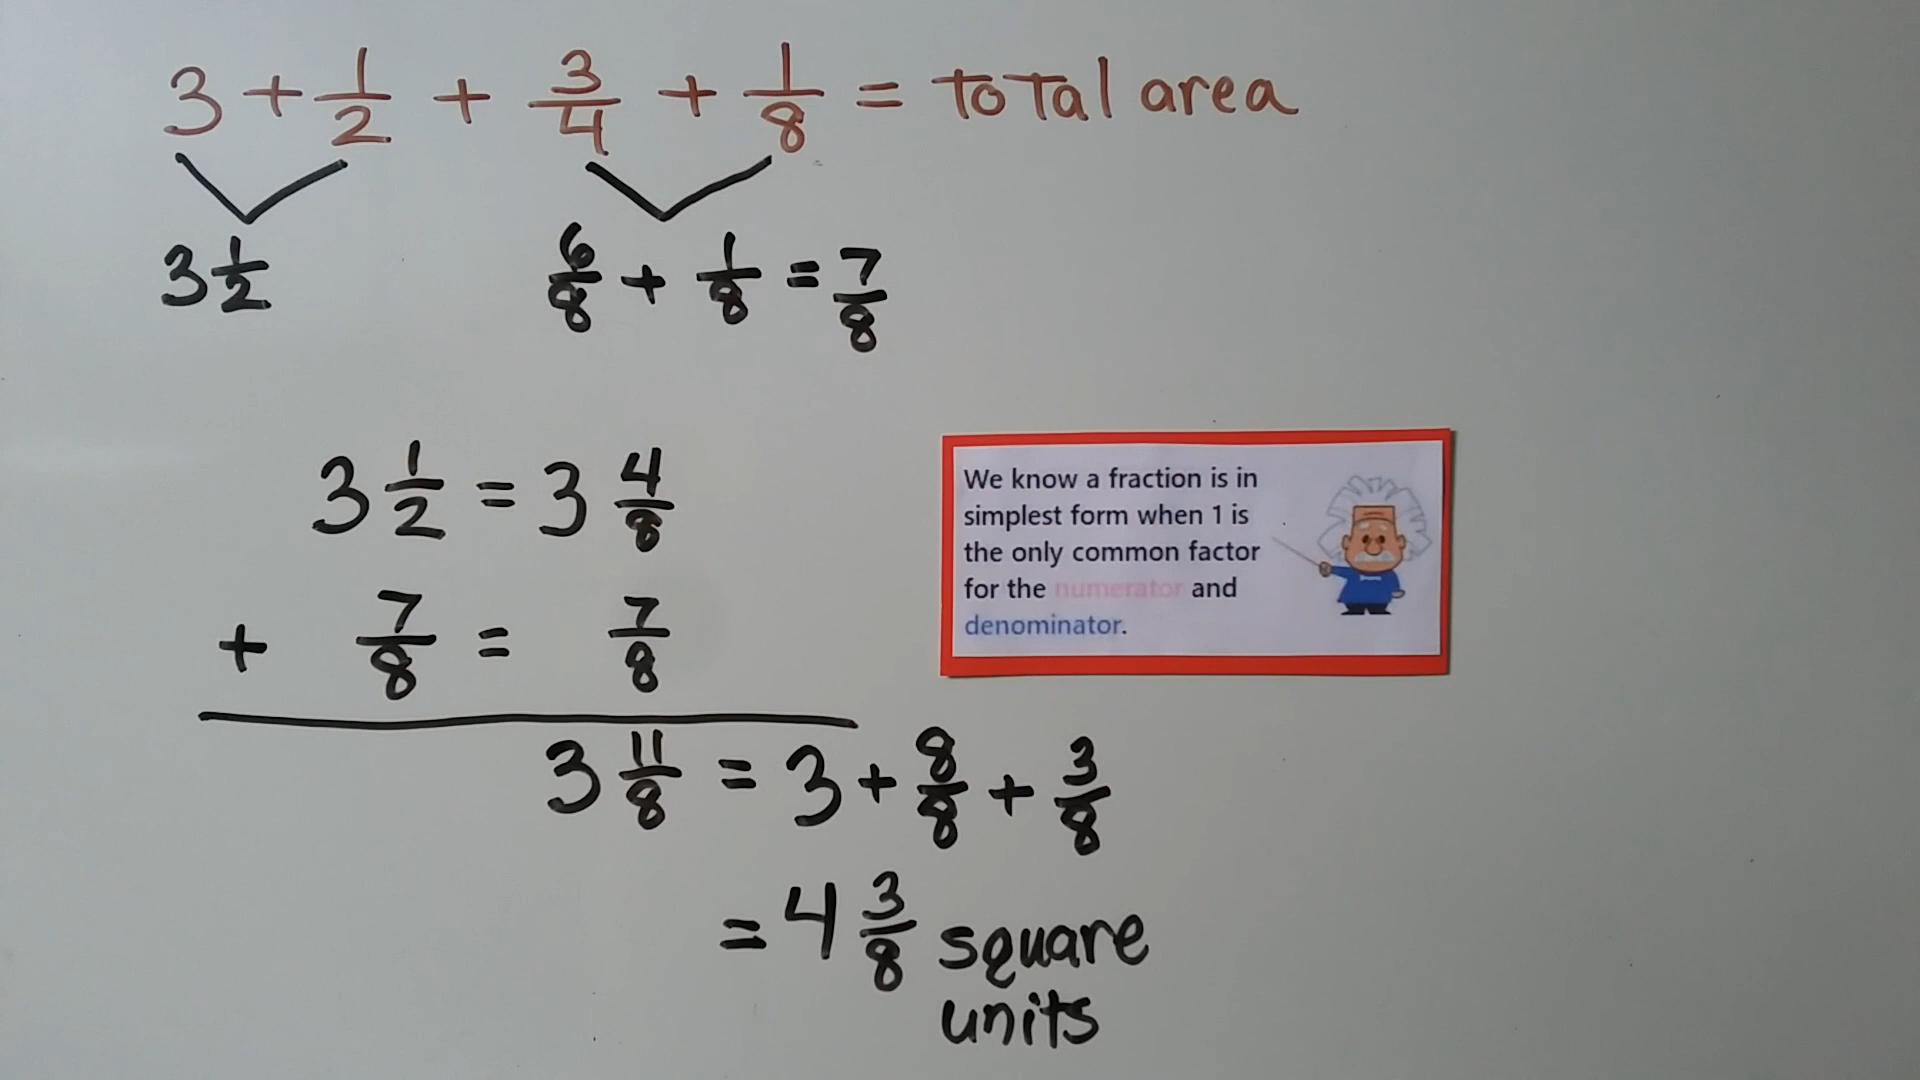 3 + 1/2 + 3/4 + 1/8 = total area
3 1/2
6/8 + 1/8 = 7/8
3 1/2 = 3 4/8
+ 7/8 = 7/8
3 11/8 = 3 + 8/8 + 3/8
= 4 3/8 square
units
We know a fraction is in
simplest form when 1 is
the only common factor
for the numerator and
denominator.